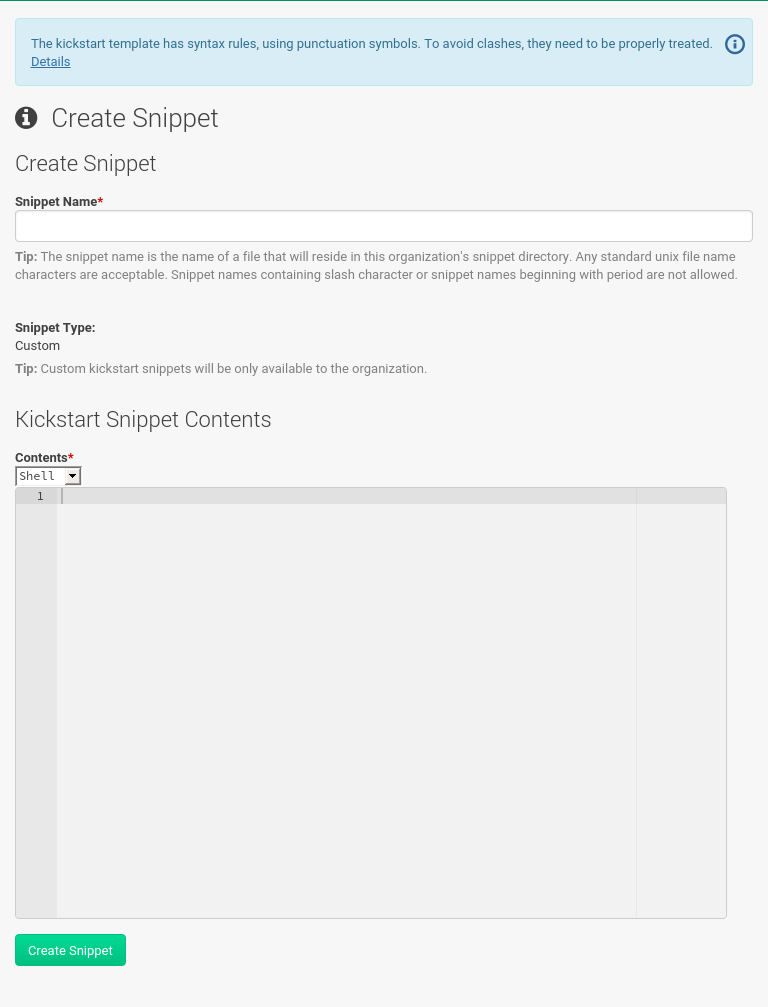 The kickstart template has syntax rules, using punctuation symbols. To avoid clashes, they need to be properly treated.
Details
Create Snippet
Create Snippet
Snippet Name*
Tip: The snippet name is the name of a file that will reside in this organization's snippet directory. Any standard unix file name
characters are acceptable. Snippet names containing slash character or snippet names beginning with period are not allowed.
Snippet Type:
Custom
Tip: Custom kickstart snippets will be only available to the organization.
Kickstart Snippet Contents
Contents*
Shell
1
Create Snippet